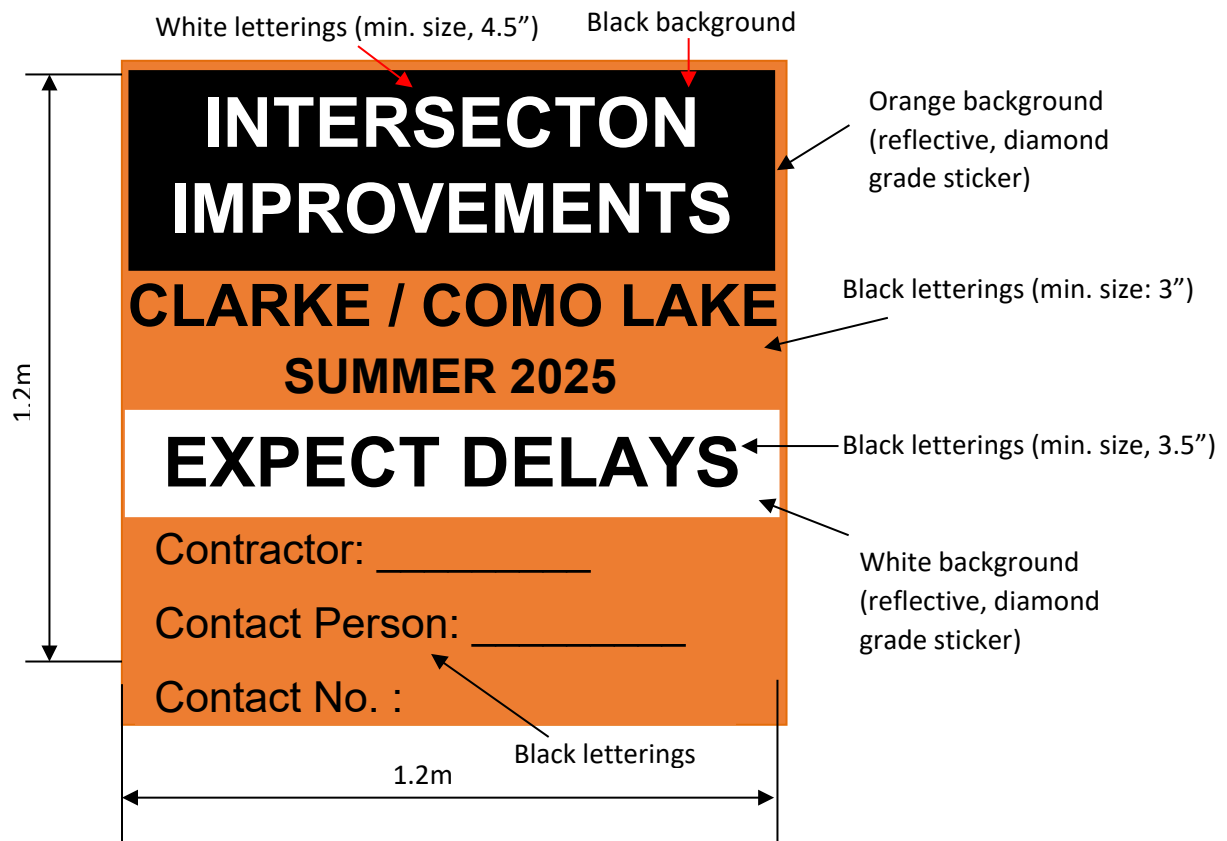 White letterings (min. size, 4.5”)
Black background
INTERSECTON
IMPROVEMENTS
Orange background
(reflective, diamond
grade sticker)
CLARKE / COMO LAKE
Black letterings (min. size: 3”)
SUMMER 2025
1.2m
EXPECT DELAYS
Black letterings (min. size, 3.5”)
Contractor: _________
White background
(reflective, diamond
grade sticker)
Contact Person: _________
Contact No. :
Black letterings
1.2m